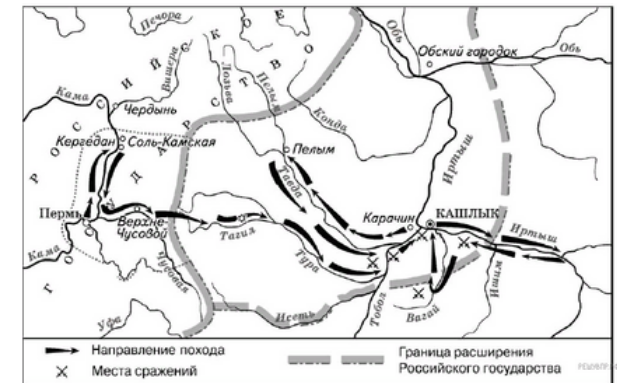 Печора
РОССИЙСКОЕ
ГОСУДАРСТВО
Вишера
Лозьва
Пелым
Обь
Обский городок
Обь
Кама
Чердынь
Конда
Иртыш
Кергедан
Соль-Камская
Пелым
Тавда
Пермь
Верхне-
Чусовой
Карачин
КАШЛЫК
Иртыш
Тагил
Тура
Кама
Чусовая
Исеть
Тобол
Вагай
Ишим
Уфа
Направление похода
Места сражений
Граница расширения
Российского государства